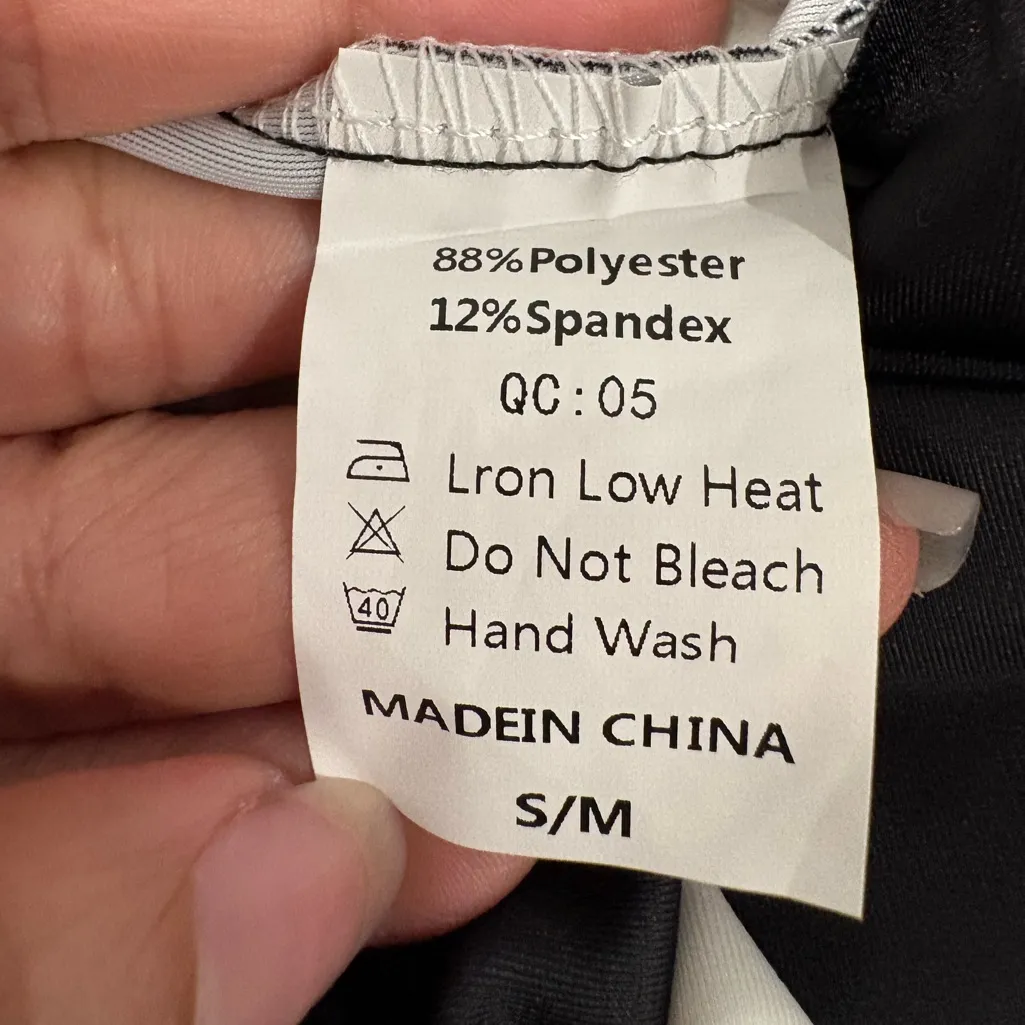 88%Polyester
12%Spandex
QC:05
Lron Low Heat
Do Not Bleach
40 Hand Wash
MADEIN CHINA
S/M